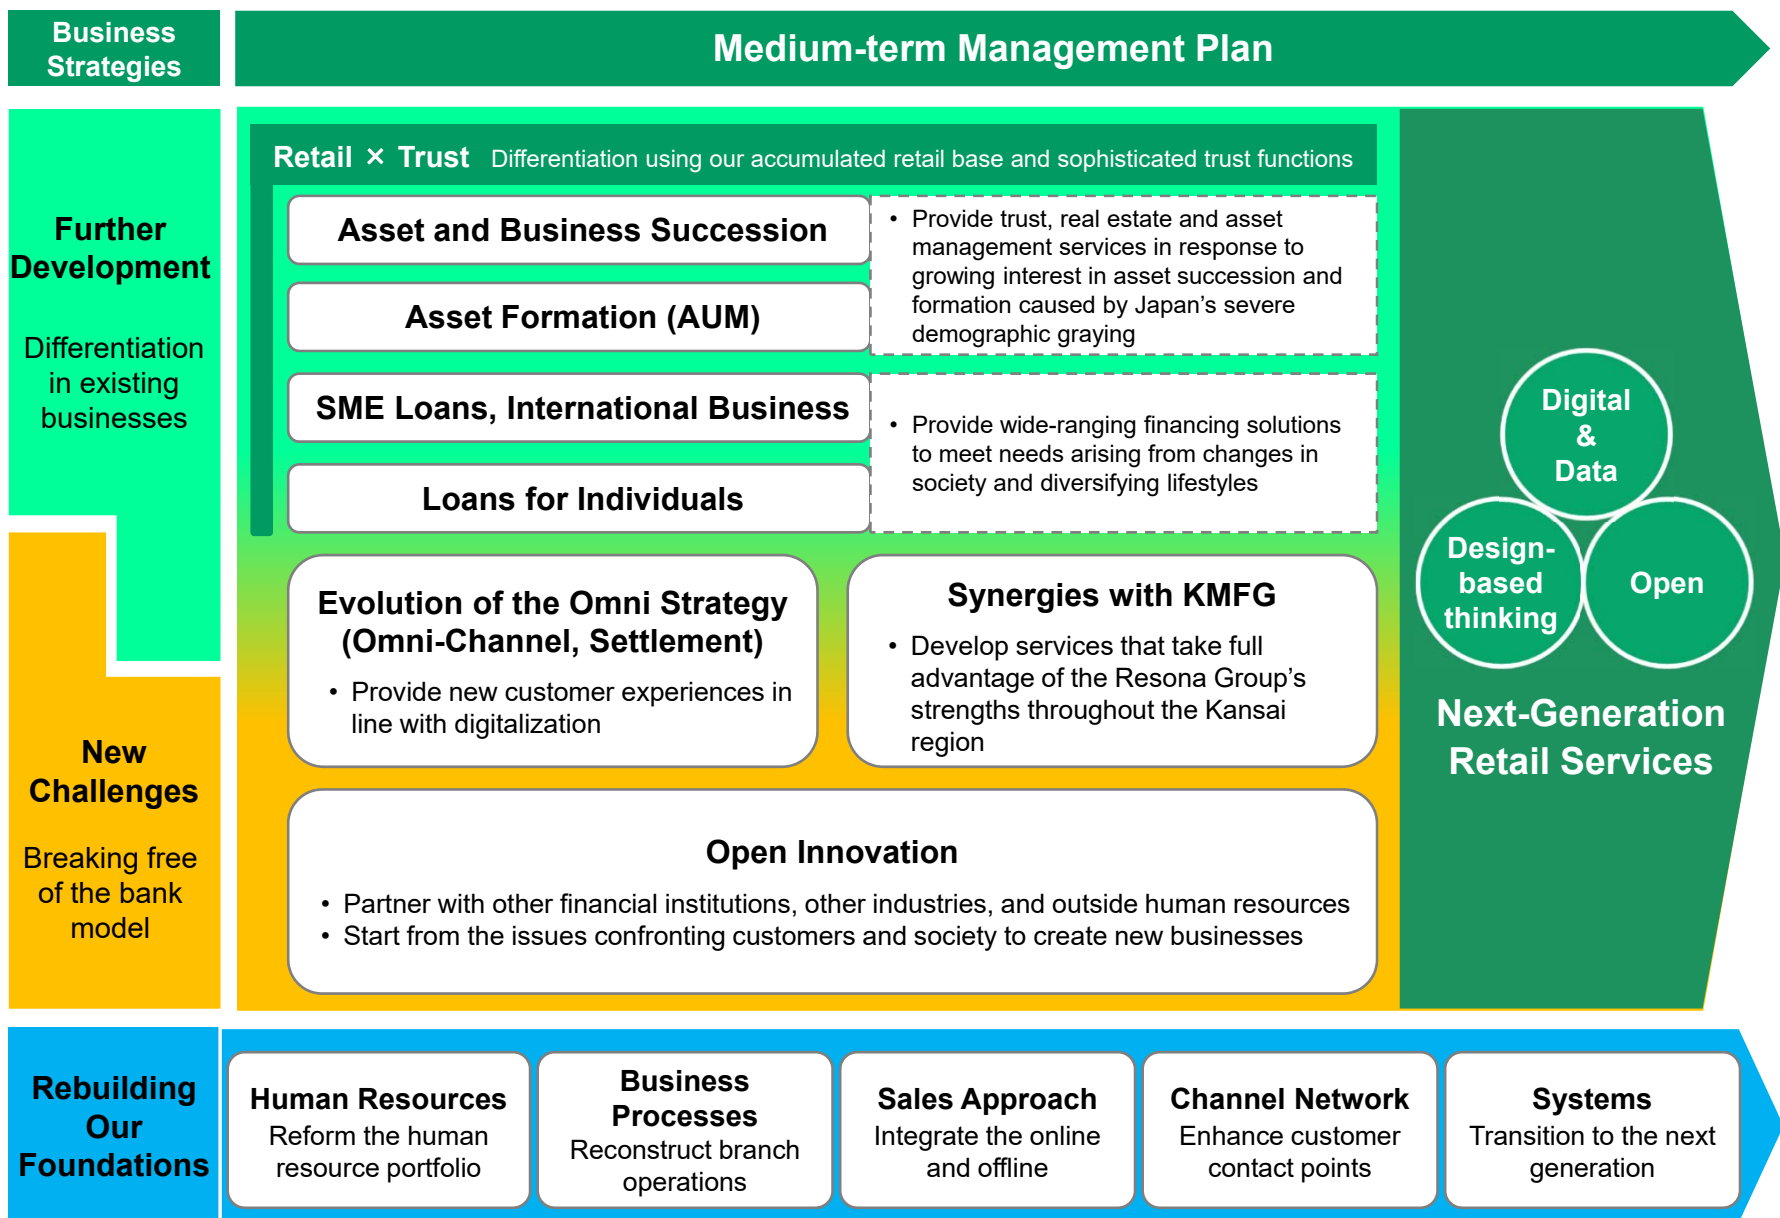 Business
Strategies
Medium-term Management Plan
Further
Development
Differentiation
in existing
businesses
Retail × Trust Differentiation using our accumulated retail base and sophisticated trust functions
Asset and Business Succession
Asset Formation (AUM)
• Provide trust, real estate and asset
management services in response to
growing interest in asset succession and
formation caused by Japan’s severe
demographic graying
SME Loans, International Business
Loans for Individuals
• Provide wide-ranging financing solutions
to meet needs arising from changes in
society and diversifying lifestyles
New
Challenges
Breaking free
of the bank
model
Evolution of the Omni Strategy
(Omni-Channel, Settlement)
• Provide new customer experiences in
line with digitalization
Synergies with KMFG
• Develop services that take full
advantage of the Resona Group’s
strengths throughout the Kansai
region
Open Innovation
• Partner with other financial institutions, other industries, and outside human resources
• Start from the issues confronting customers and society to create new businesses
Digital
&
Data
Design-
based
thinking
Open
Next-Generation
Retail Services
Rebuilding
Our
Foundations
Human Resources
Reform the human
resource portfolio
Business
Processes
Reconstruct branch
operations
Sales Approach
Integrate the online
and offline
Channel Network
Enhance customer
contact points
Systems
Transition to the next
generation